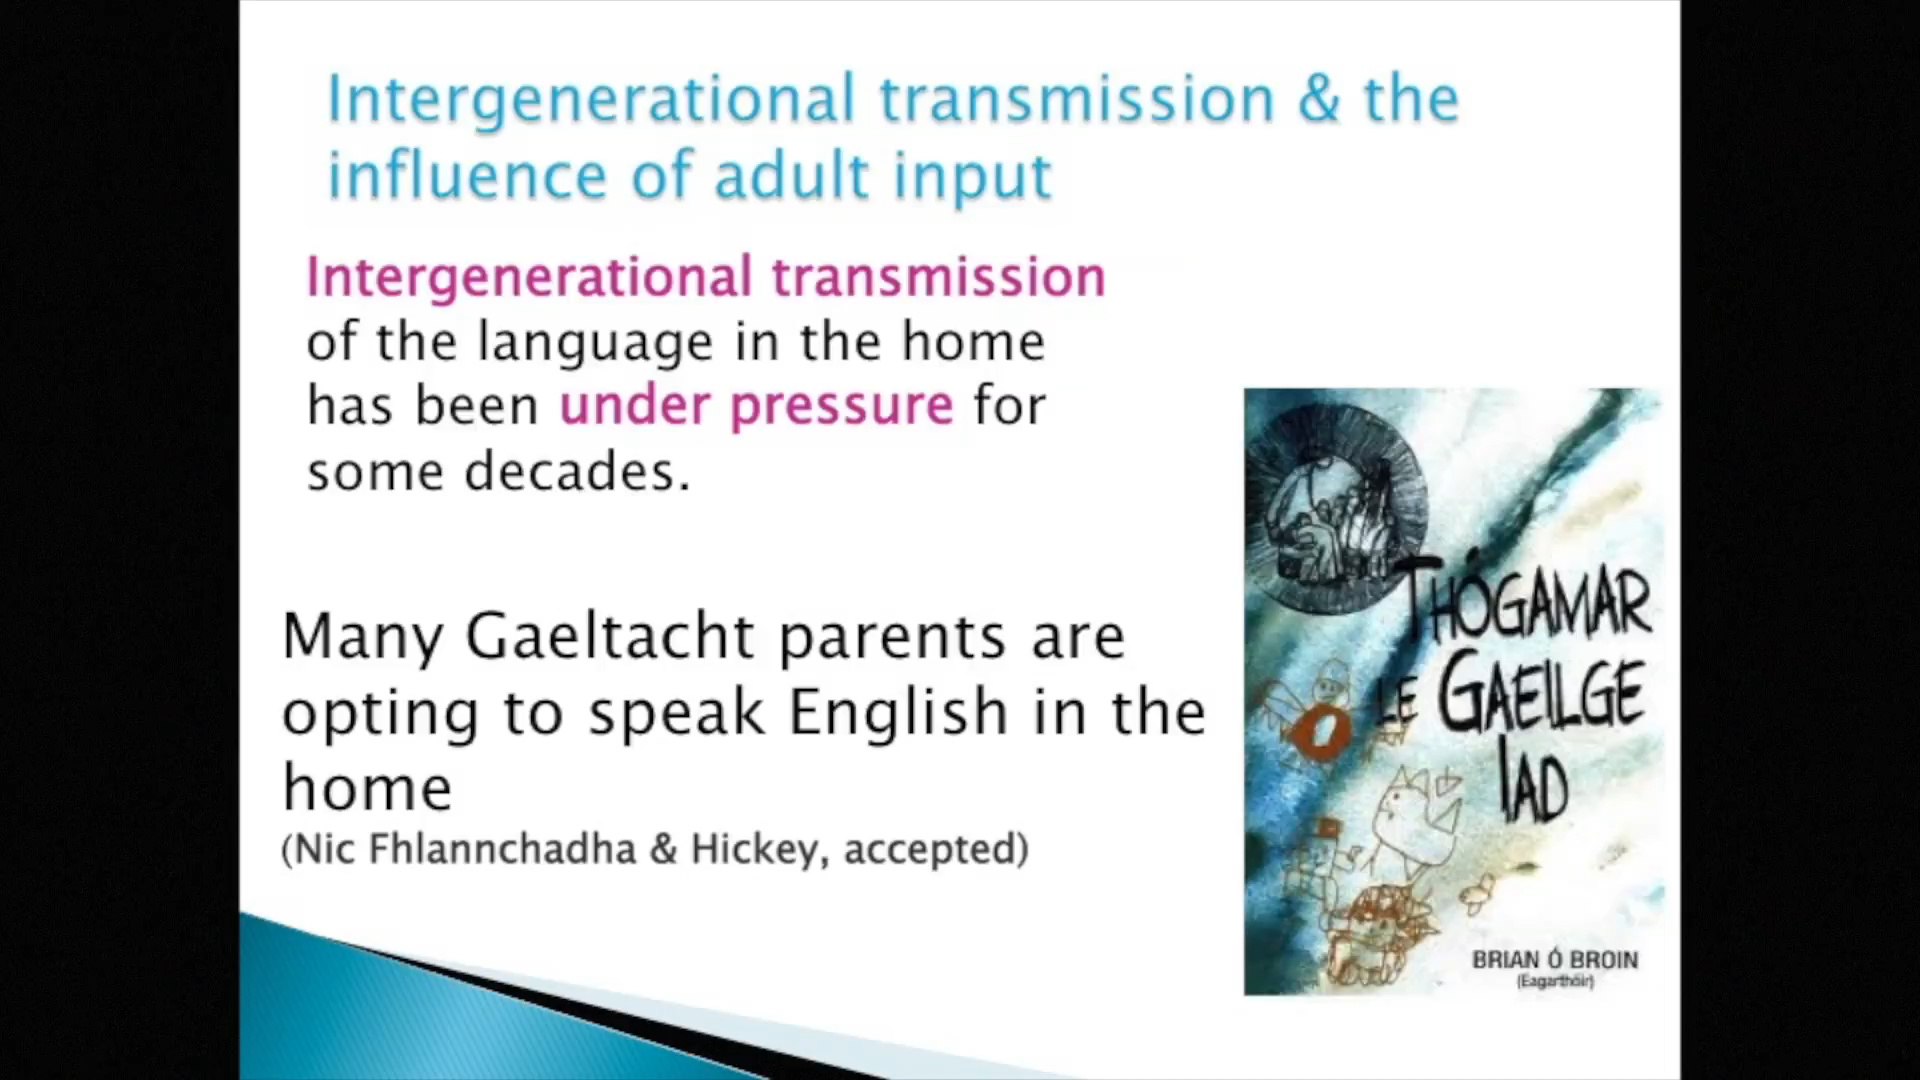 Intergenerational transmission & the
influence of adult input
Intergenerational transmission
of the language in the home
has been under pressure for
some decades.
Many Gaeltacht parents are
opting to speak English in the
home
(Nic Fhlannchadha & Hickey, accepted)
THÓGAMAR
LE GAEILGE
IAD
BRIAN Ó BROIN
(Eagarthóir)